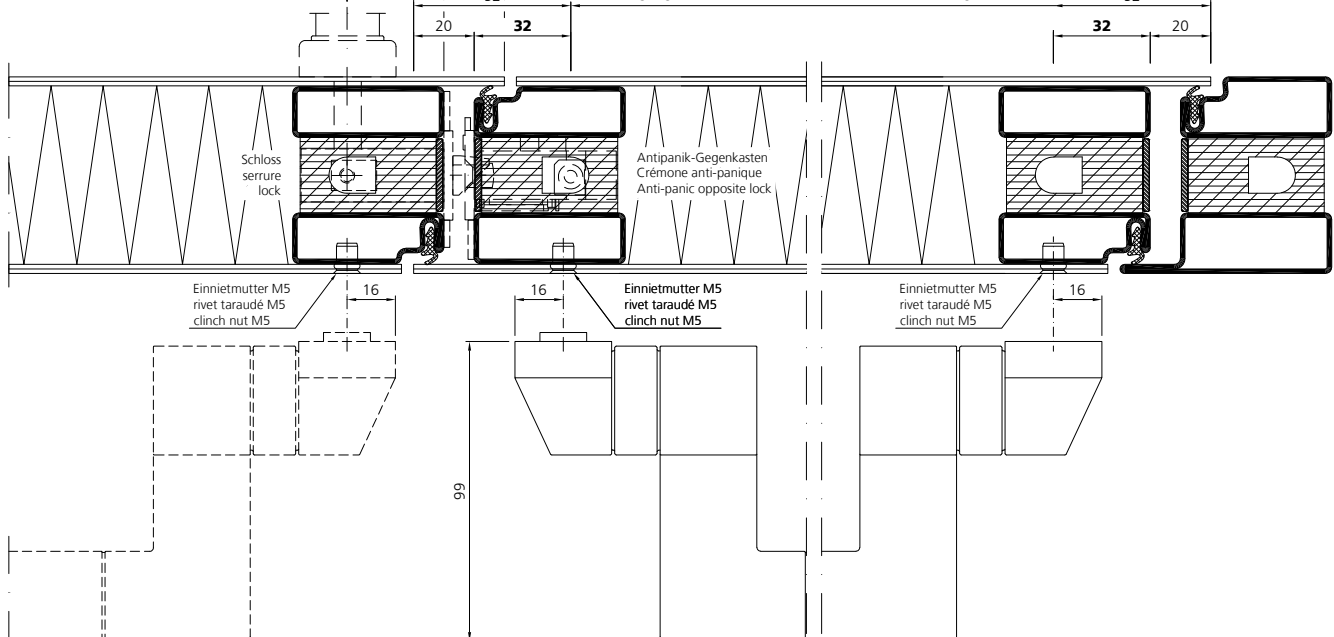 20
32
32
20
Schloss
serrure
lock
Antipanik-Gegenkasten
Crémone anti-panique
Anti-panic opposite lock
Einnietmutter M5
rivet taraudé M5
clinch nut M5
16
16
Einnietmutter M5
rivet taraudé M5
clinch nut M5
Einnietmutter M5
rivet taraudé M5
clinch nut M5
16
99